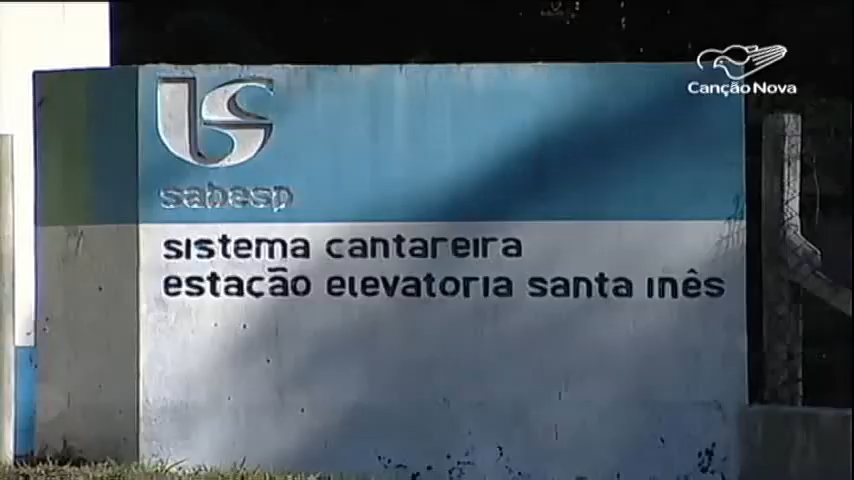 Canção Nova
sabesp
sistema cantareira
estação elevatoria santa inês